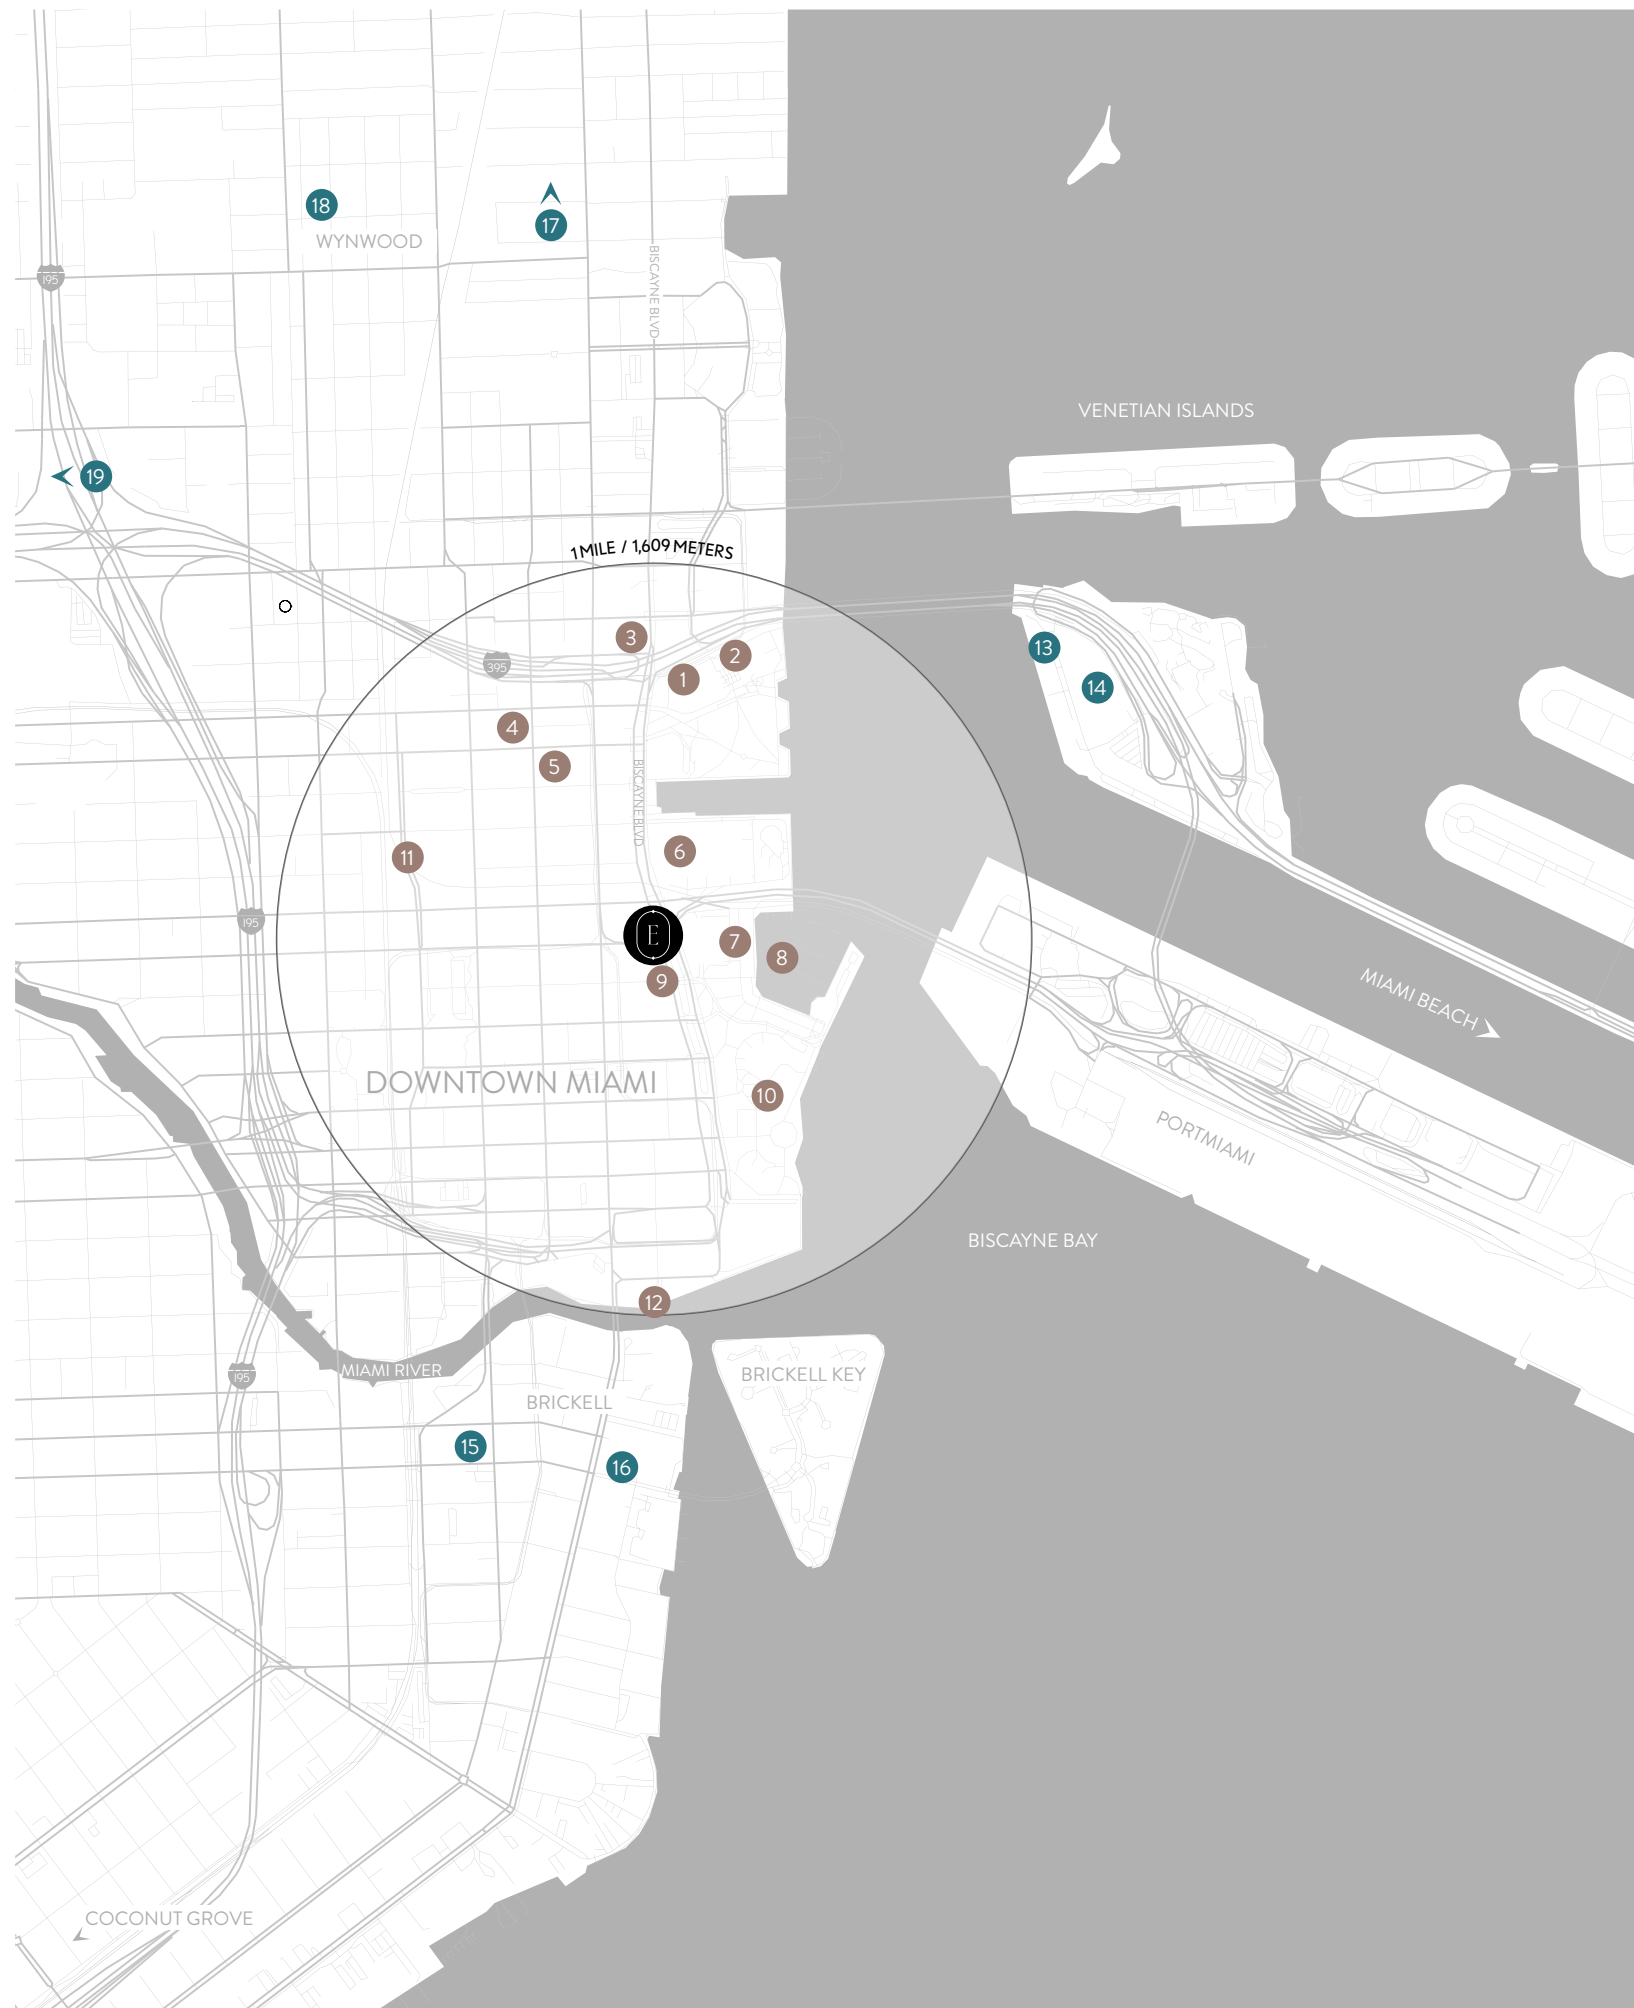 18
17
WYNWOOD
195
BISCAYNE BLVD
VENETIAN ISLANDS
19
1 MILE / 1,609 METERS
3
2
13
395
1
14
4
5
BISCAYNE BLVD
6
11
195
E
7
8
9
MIAMI BEACH
DOWNTOWN MIAMI
10
PORTMIAMI
BISCAYNE BAY
12
MIAMI RIVER
195
BRICKELL KEY
BRICKELL
15
16
COCONUT GROVE